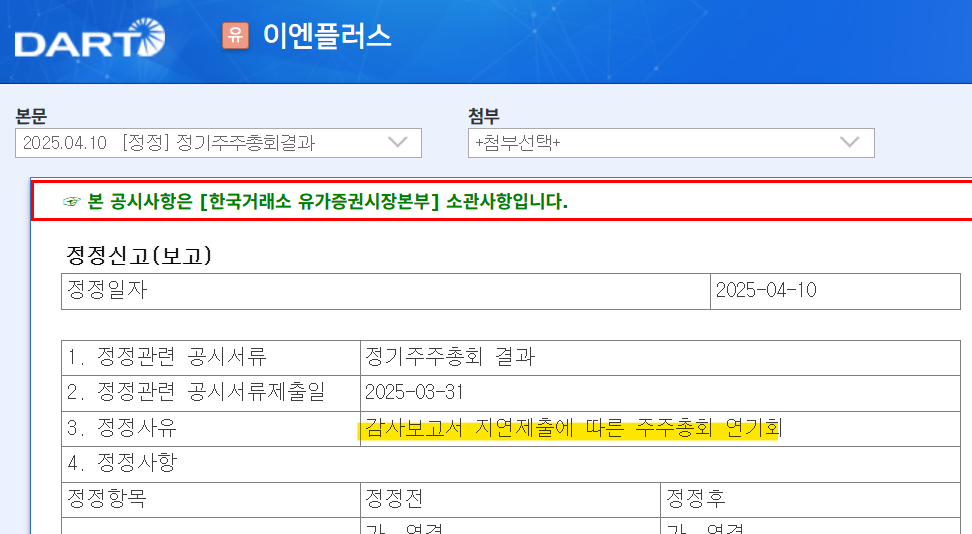 DART 유 이엔플러스
본문 첨부
2025.04.10 [정정] 정기주주총회결과 +첨부선택+
☞ 본 공시사항은 [한국거래소 유가증권시장본부] 소관사항입니다.
정정신고(보고)
정정일자 2025-04-10
1. 정정관련 공시서류 정기주주총회 결과
2. 정정관련 공시서류제출일 2025-03-31
3. 정정사유 감사보고서 지연제출에 따른 주주총회 연기회
4. 정정사항
정정항목 정정전 정정후
가. 연결 가. 연결